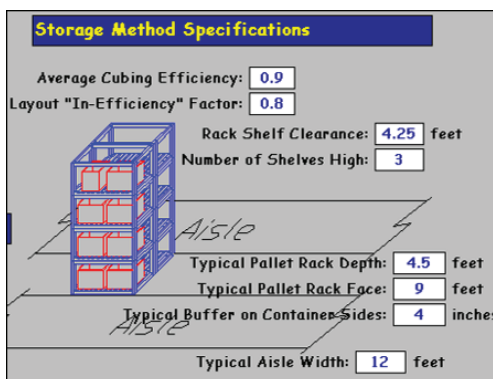 Storage Method Specifications
Average Cubing Efficiency: 0.9
Layout "In-Efficiency" Factor: 0.8
Rack Shelf Clearance: 4.25 feet
Number of Shelves High: 3
Aisle
Typical Pallet Rack Depth: 4.5 feet
Typical Pallet Rack Face: 9 feet
Typical Buffer on Container Sides: 4 inches
Aisle
Typical Aisle Width: 12 feet